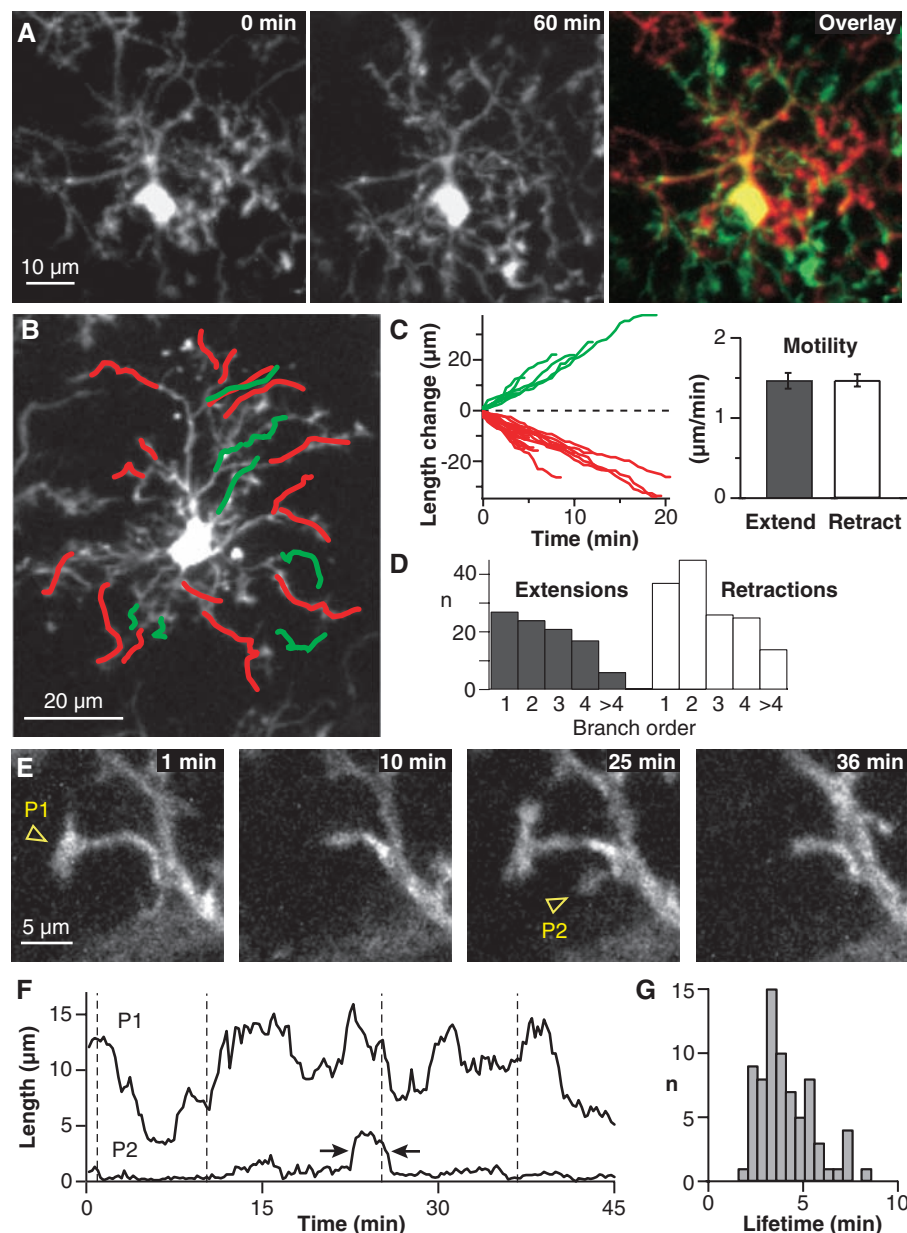 A
0 min
60 min
Overlay
10 µm
B
20 µm
C
Length change (µm)
20
0
-20
0
10
20
Time (min)
Motility
(µm/min)
2
1
0
Extend
Retract
D
n
40
20
0
Extensions
Retractions
1 2 3 4 >4
1 2 3 4 >4
Branch order
E
1 min
10 min
25 min
36 min
P1
P2
5 µm
F
Length (µm)
15
10
5
0
P1
P2
0
15
30
45
Time (min)
G
n
15
10
5
0
0
5
10
Lifetime (min)